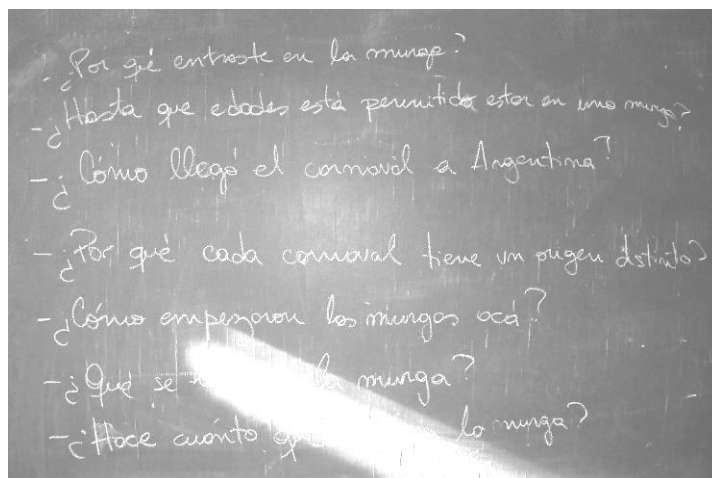 - ¿Por qué entraste en la murga?
- ¿Hasta que edades está permitido estar en una murga?
- ¿Cómo llegó el carnaval a Argentina?
- ¿Por qué cada carnaval tiene un origen distinto?
- ¿Cómo empezaron las murgas acá?
- ¿Qué se la murga?
- ¿Hace cuánto la murga?